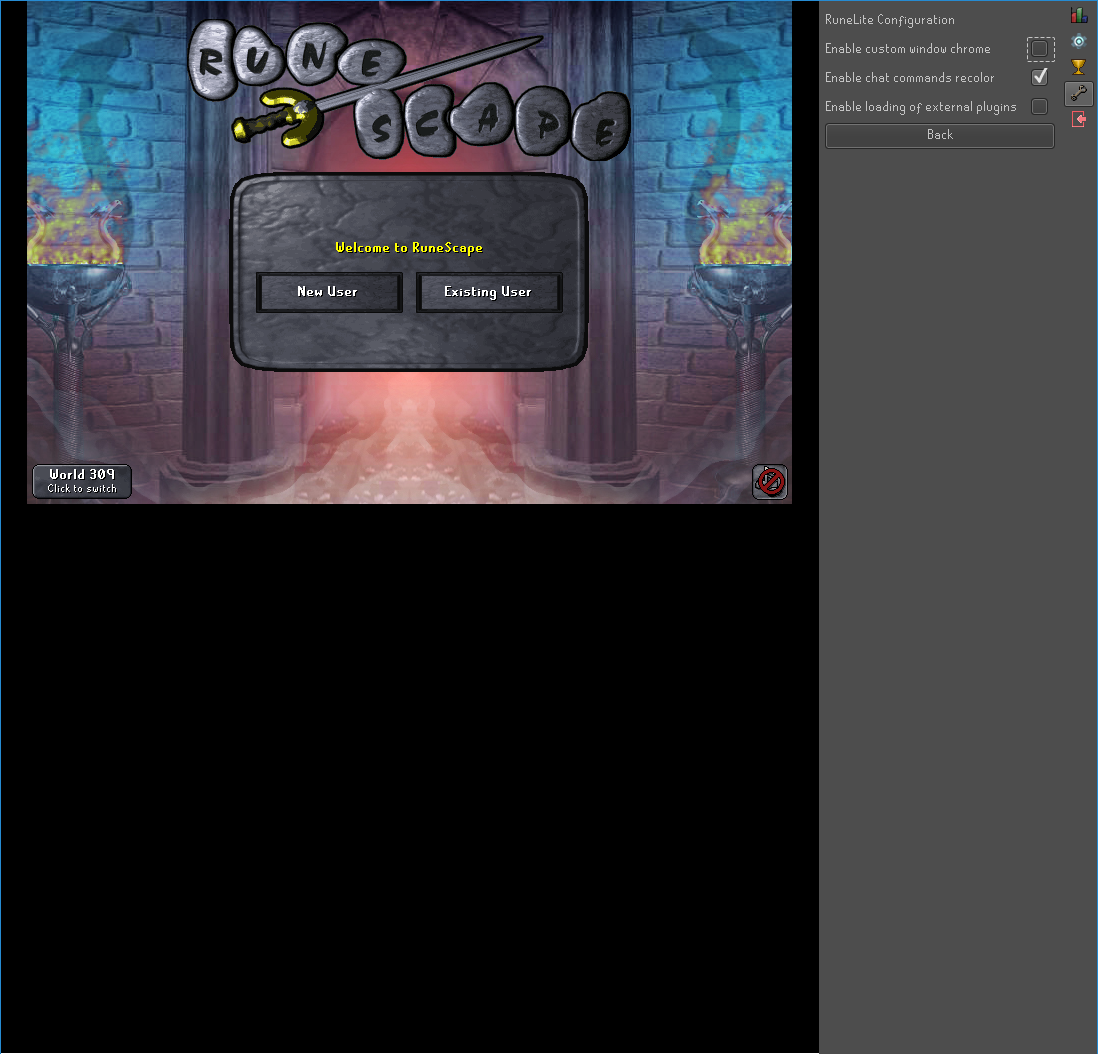 RUNE
SCAPE
Welcome to RuneScape
New User
Existing User
World 309
Click to switch
RuneLite Configuration
Enable custom window chrome
Enable chat commands recolor
Enable loading of external plugins
Back